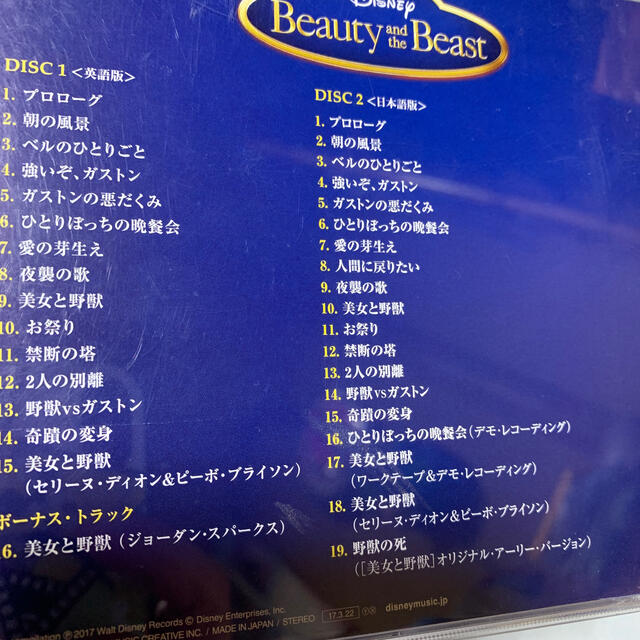 Disney
Beauty and the Beast
DISC 1 <英語版>
1. プロローグ
2. 朝の風景
3. ベルのひとりごと
4. 強いぞ、ガストン
5. ガストンの悪だくみ
6. ひとりぼっちの晩餐会
7. 愛の芽生え
8. 夜襲の歌
9. 美女と野獣
10. お祭り
11. 禁断の塔
12. 2人の別離
13. 野獣vsガストン
14. 奇蹟の変身
15. 美女と野獣
(セリーヌ・ディオン&ピーボ・ブライソン)
ボーナス・トラック
16. 美女と野獣 (ジョーダン・スパークス)
DISC 2 <日本語版>
1. プロローグ
2. 朝の風景
3. ベルのひとりごと
4. 強いぞ、ガストン
5. ガストンの悪だくみ
6. ひとりぼっちの晩餐会
7. 愛の芽生え
8. 人間に戻りたい
9. 夜襲の歌
10. 美女と野獣
11. お祭り
12. 禁断の塔
13. 2人の別離
14. 野獣vsガストン
15. 奇蹟の変身
16. ひとりぼっちの晩餐会(デモ・レコーディング)
17. 美女と野獣
(ワークテープ&デモ・レコーディング)
18. 美女と野獣
(セリーヌ・ディオン&ピーボ・ブライソン)
19. 野獣の死
([美女と野獣]オリジナル・アーリー・バージョン)
℗ 2017 Walt Disney Records © Disney Enterprises, Inc.
MUSIC CREATIVE INC. / MADE IN JAPAN / STEREO 17.3.22 disneymusic.jp